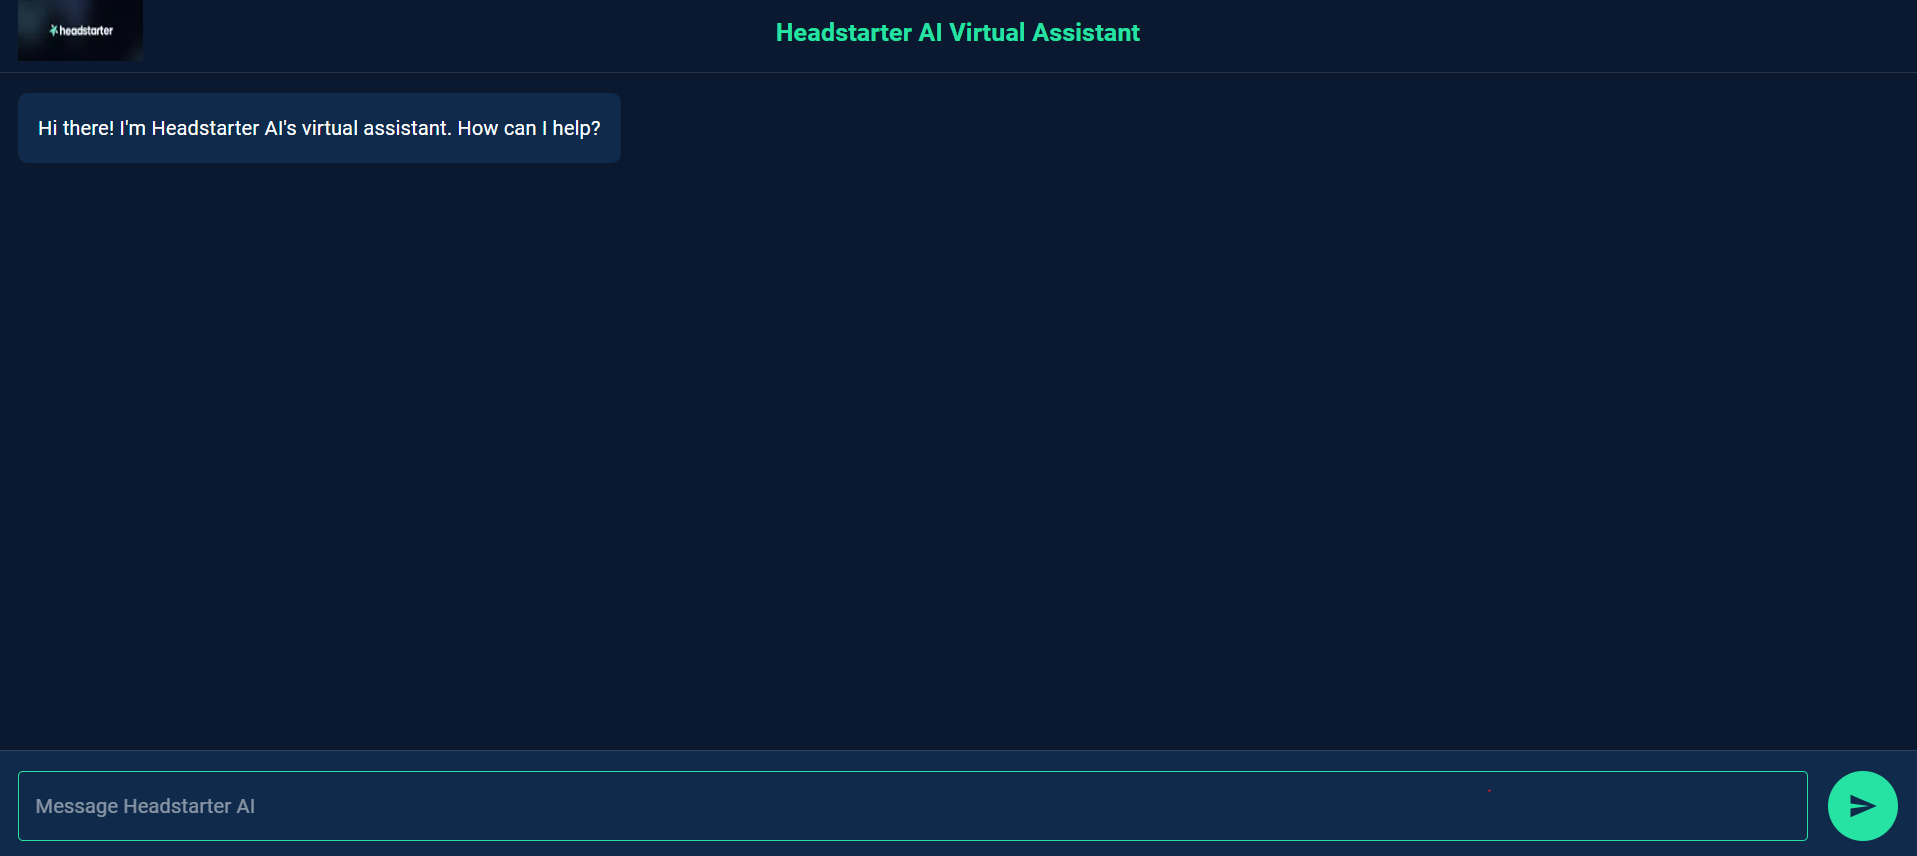 headstarter
Headstarter AI Virtual Assistant
Hi there! I'm Headstarter AI's virtual assistant. How can I help?
Message Headstarter AI